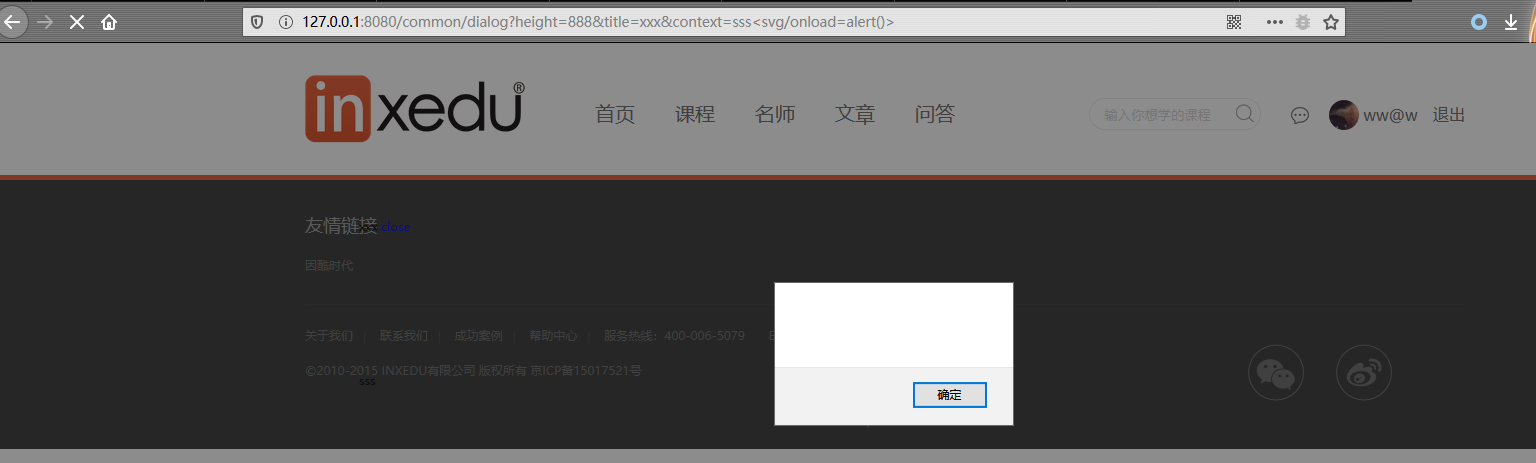 127.0.0.1:8080/common/dialog?height=888&title=xxx&context=sss<svg/onload=alert()>
inxedu®
首页 课程 名师 文章 问答
输入你想学的课程
ww@w 退出
友情链接 close
因酷时代
关于我们 | 联系我们 | 成功案例 | 帮助中心 | 服务热线：400-006-5079
©2010-2015 INXEDU有限公司 版权所有 京ICP备15017521号
sss
确定